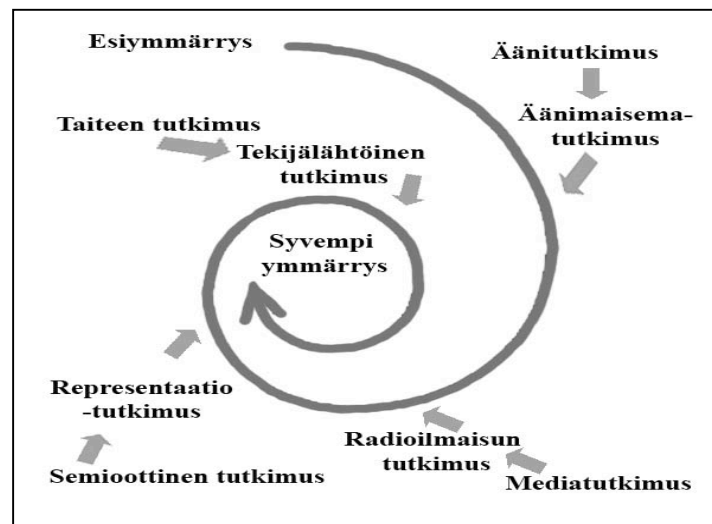 Esiymmärrys
Äänitutkimus
Äänimaisema-
tutkimus
Taiteen tutkimus
Tekijälähtöinen
tutkimus
Syvempi
ymmärrys
Representaatio
-tutkimus
Semioottinen tutkimus
Radioilmaisun
tutkimus
Mediatutkimus